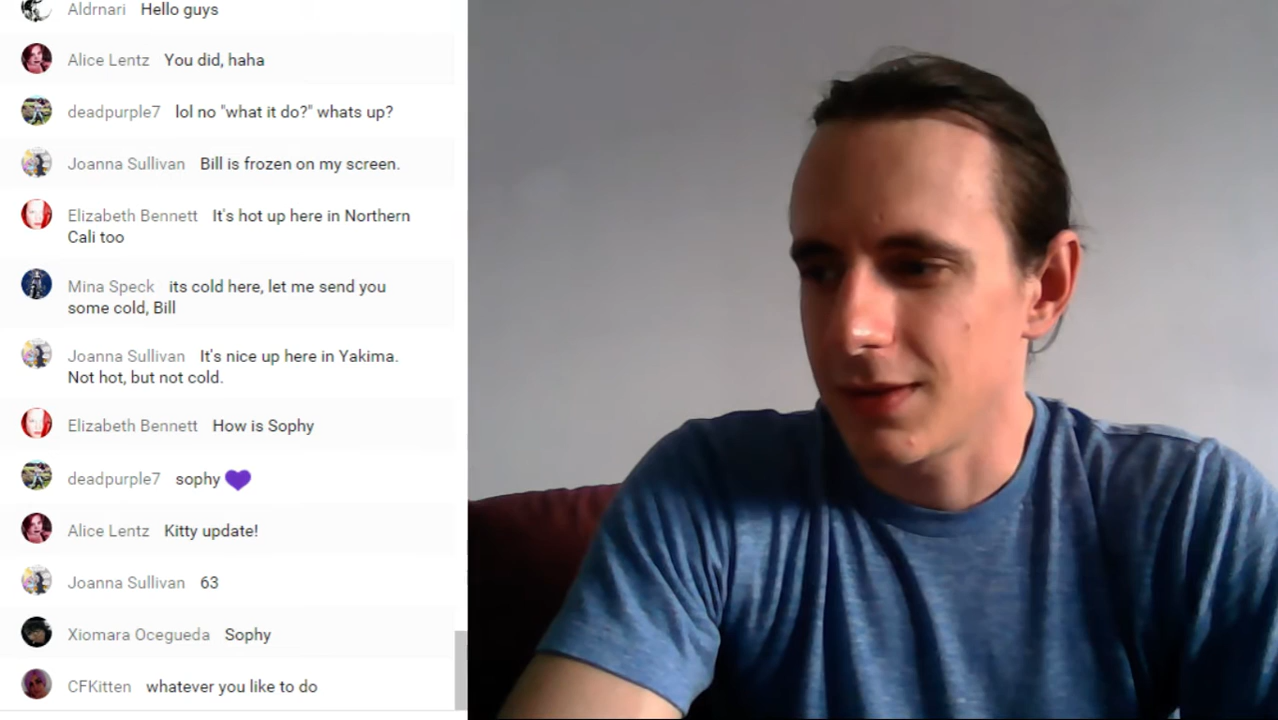 Aldrnari Hello guys
Alice Lentz You did, haha
deadpurple7 lol no "what it do?" whats up?
Joanna Sullivan Bill is frozen on my screen.
Elizabeth Bennett It's hot up here in Northern
Cali too
Mina Speck its cold here, let me send you
some cold, Bill
Joanna Sullivan It's nice up here in Yakima.
Not hot, but not cold.
Elizabeth Bennett How is Sophy
deadpurple7 sophy 💜
Alice Lentz Kitty update!
Joanna Sullivan 63
Xiomara Ocegueda Sophy
CFKitten whatever you like to do